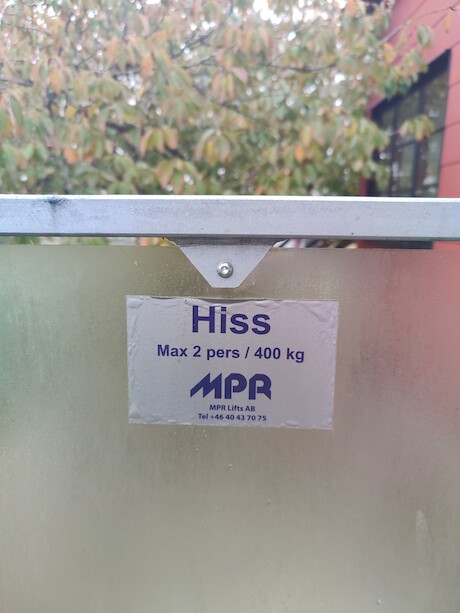 Hiss
Max 2 pers / 400 kg
MPR
MPR Lifts AB
Tel +46 40 43 70 75